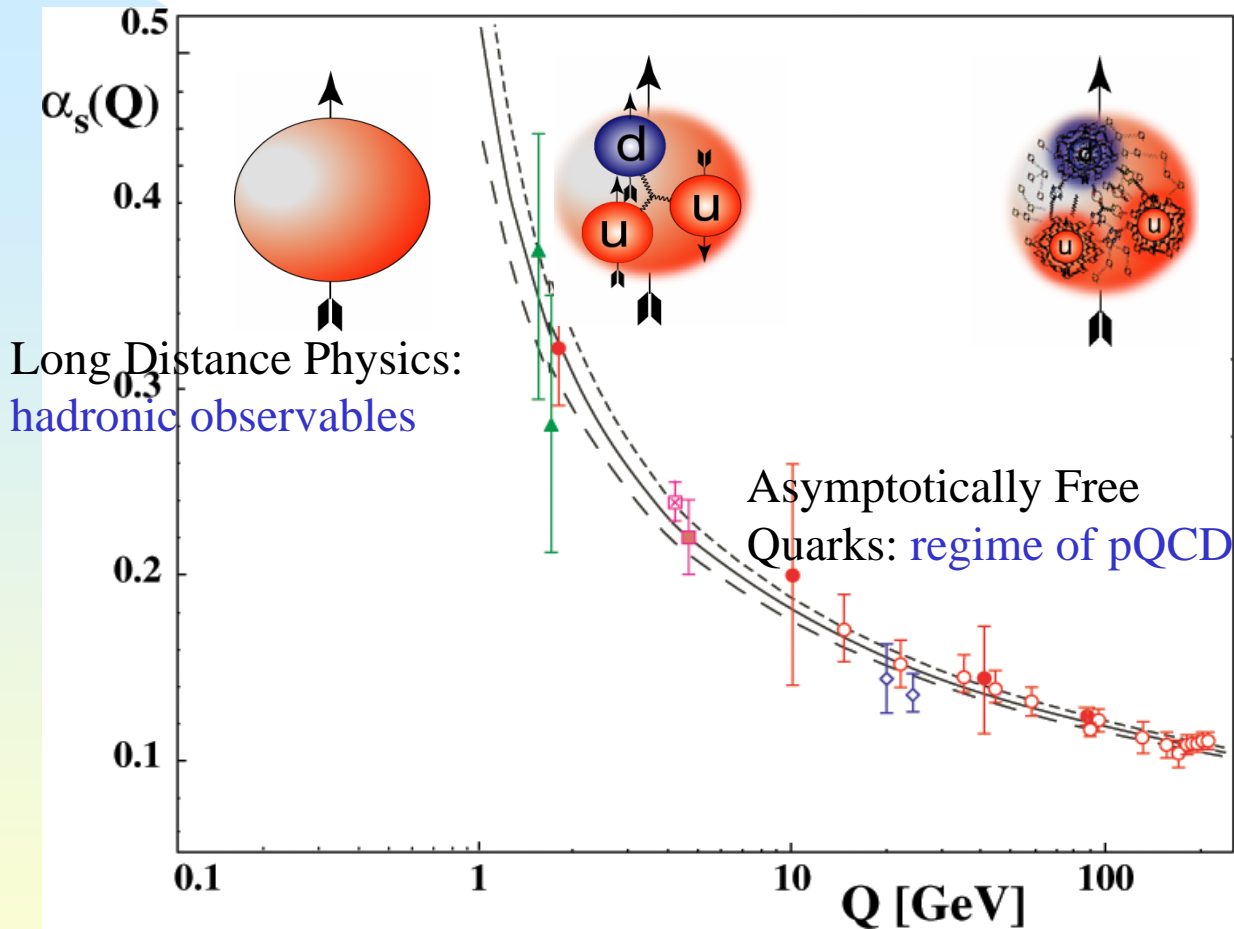 0.5
αs(Q)
d
u
u
d
u
u
0.4
Long Distance Physics:
0.3
hadronic observables
Asymptotically Free
Quarks: regime of pQCD
0.2
0.1
0.1 1 10 100
Q [GeV]